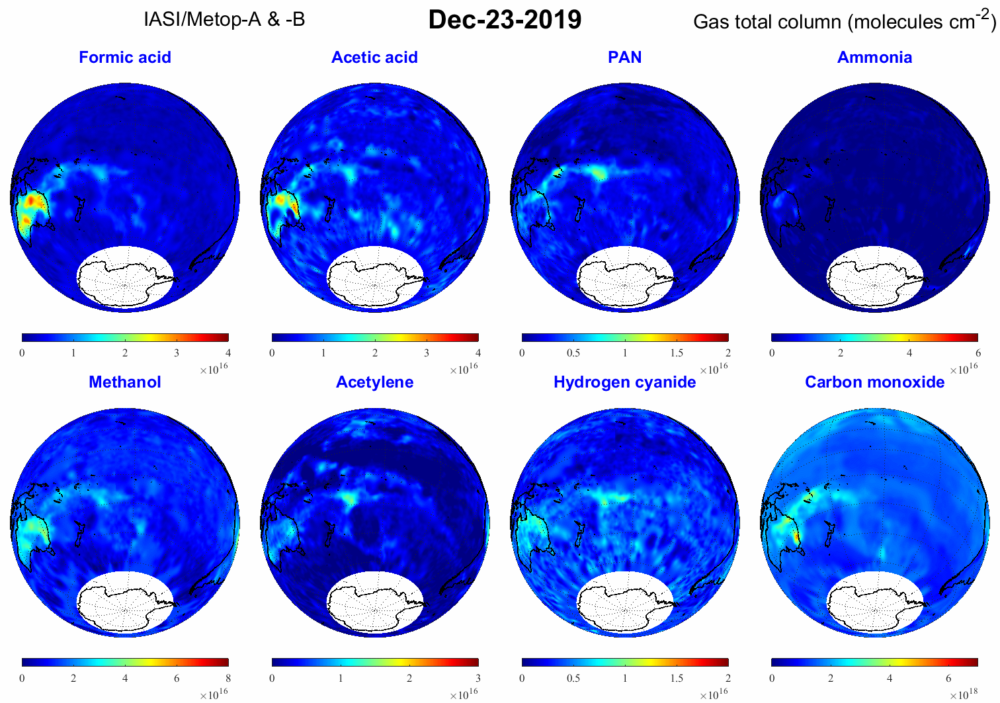 IASI/Metop-A & -B Dec-23-2019 Gas total column (molecules cm-2)
Formic acid Acetic acid PAN Ammonia
0 1 2 3 4 0 1 2 3 4 0 0.5 1 1.5 2 0 2 4 6
×10^16 ×10^16 ×10^16 ×10^16
Methanol Acetylene Hydrogen cyanide Carbon monoxide
0 2 4 6 8 0 1 2 3 0 0.5 1 1.5 2 0 2 4 6
×10^16 ×10^16 ×10^16 ×10^18